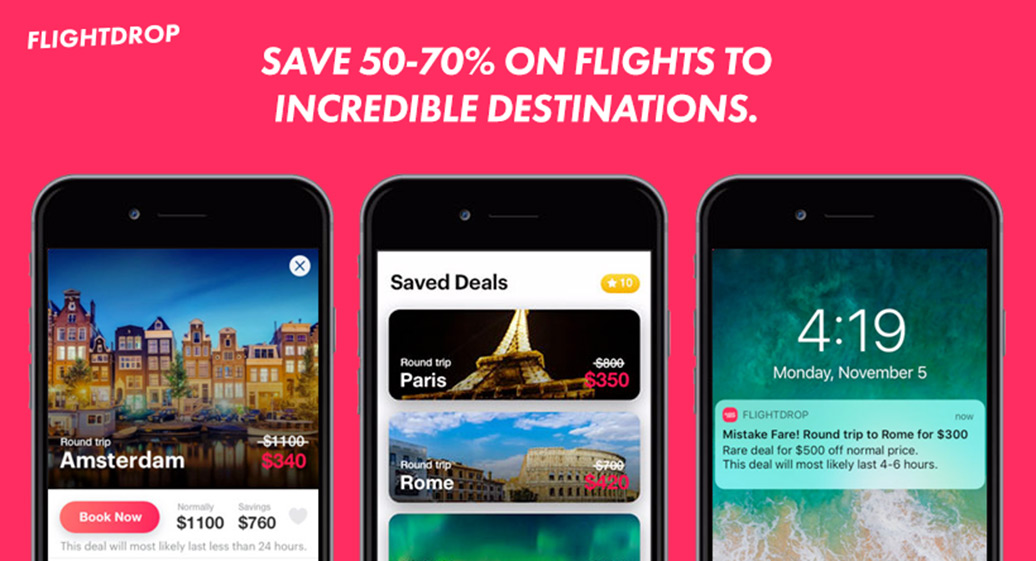 FLIGHTDROP
SAVE 50-70% ON FLIGHTS TO
INCREDIBLE DESTINATIONS.
Round trip
Amsterdam
$1100
$340
Book Now
Normally
$1100
Savings
$760
This deal will most likely last less than 24 hours.
Saved Deals
10
Round trip
Paris
$800
$350
Round trip
Rome
$700
$420
4:19
Monday, November 5
FLIGHTDROP
now
Mistake Fare! Round trip to Rome for $300
Rare deal for $500 off normal price.
This deal will most likely last 4-6 hours.